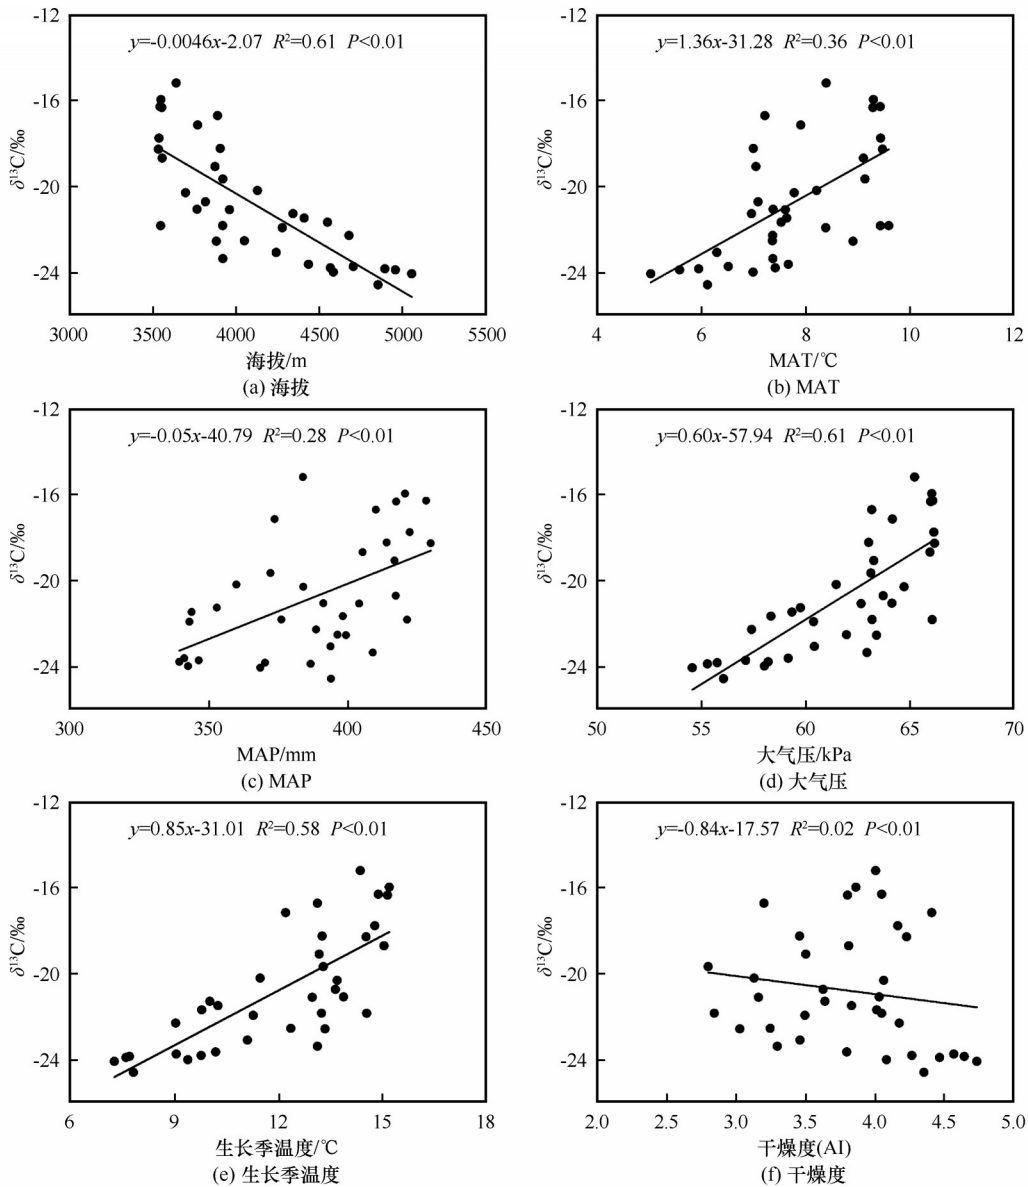 y=-0.0046x-2.07 R²=0.61 P<0.01
-12
-16
-20
-24
δ¹³C/‰
3000 3500 4000 4500 5000 5500
海拔/m
(a) 海拔
y=1.36x-31.28 R²=0.36 P<0.01
-12
-16
-20
-24
δ¹³C/‰
4 6 8 10 12
MAT/℃
(b) MAT
y=-0.05x-40.79 R²=0.28 P<0.01
-12
-16
-20
-24
δ¹³C/‰
300 350 400 450
MAP/mm
(c) MAP
y=0.60x-57.94 R²=0.61 P<0.01
-12
-16
-20
-24
δ¹³C/‰
50 55 60 65 70
大气压/kPa
(d) 大气压
y=0.85x-31.01 R²=0.58 P<0.01
-12
-16
-20
-24
δ¹³C/‰
6 9 12 15 18
生长季温度/℃
(e) 生长季温度
y=-0.84x-17.57 R²=0.02 P<0.01
-12
-16
-20
-24
δ¹³C/‰
2.0 2.5 3.0 3.5 4.0 4.5 5.0
干燥度(AI)
(f) 干燥度